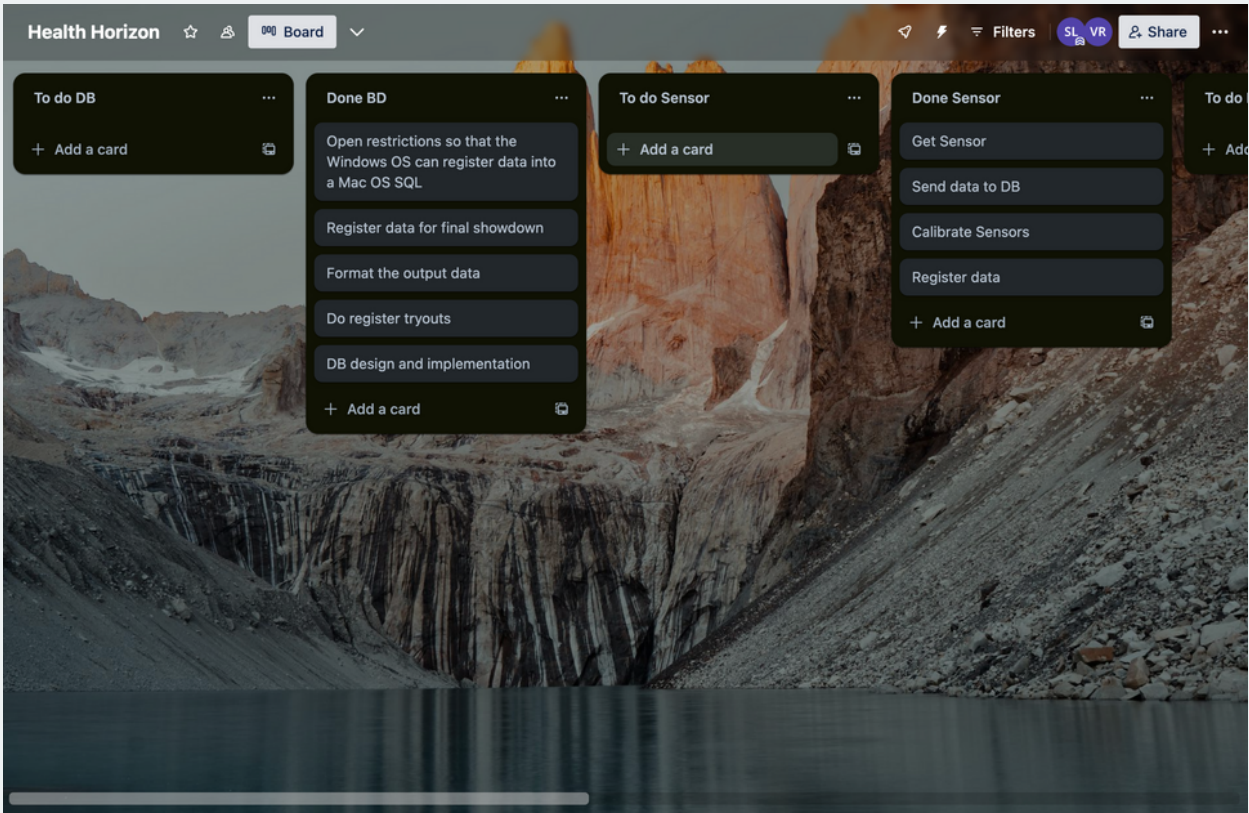 Health Horizon
Board
Filters
SL
VR
Share
To do DB
Add a card
Done BD
Open restrictions so that the
Windows OS can register data into
a Mac OS SQL
Register data for final showdown
Format the output data
Do register tryouts
DB design and implementation
Add a card
To do Sensor
Add a card
Done Sensor
Get Sensor
Send data to DB
Calibrate Sensors
Register data
Add a card
To do